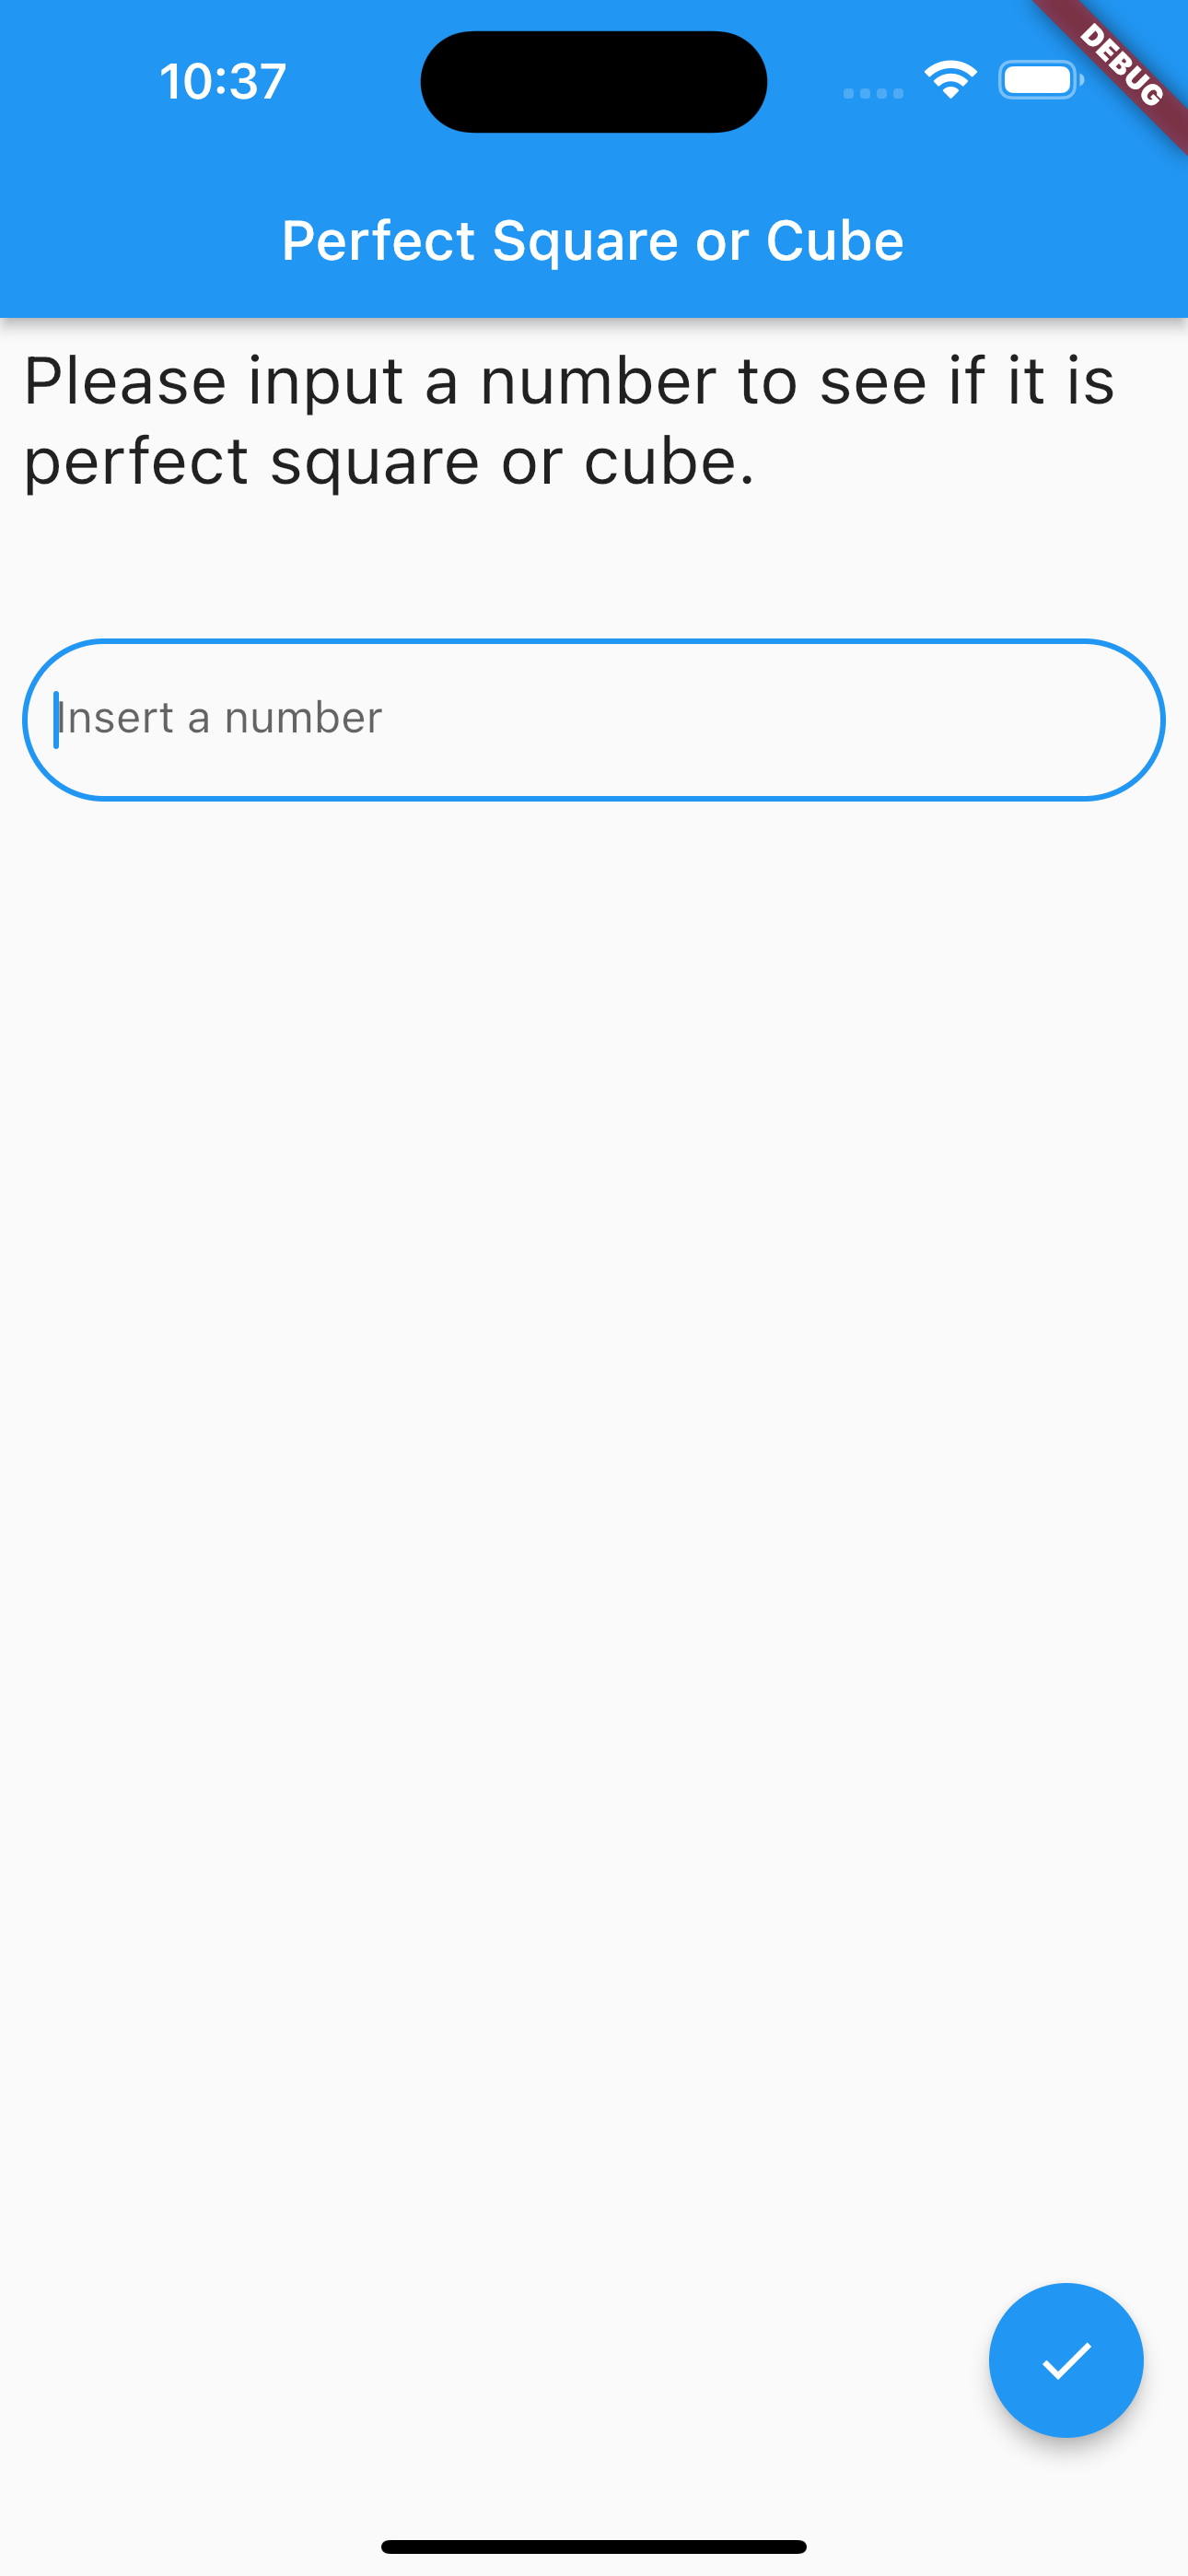 10:37
DEBUG
Perfect Square or Cube
Please input a number to see if it is
perfect square or cube.
Insert a number